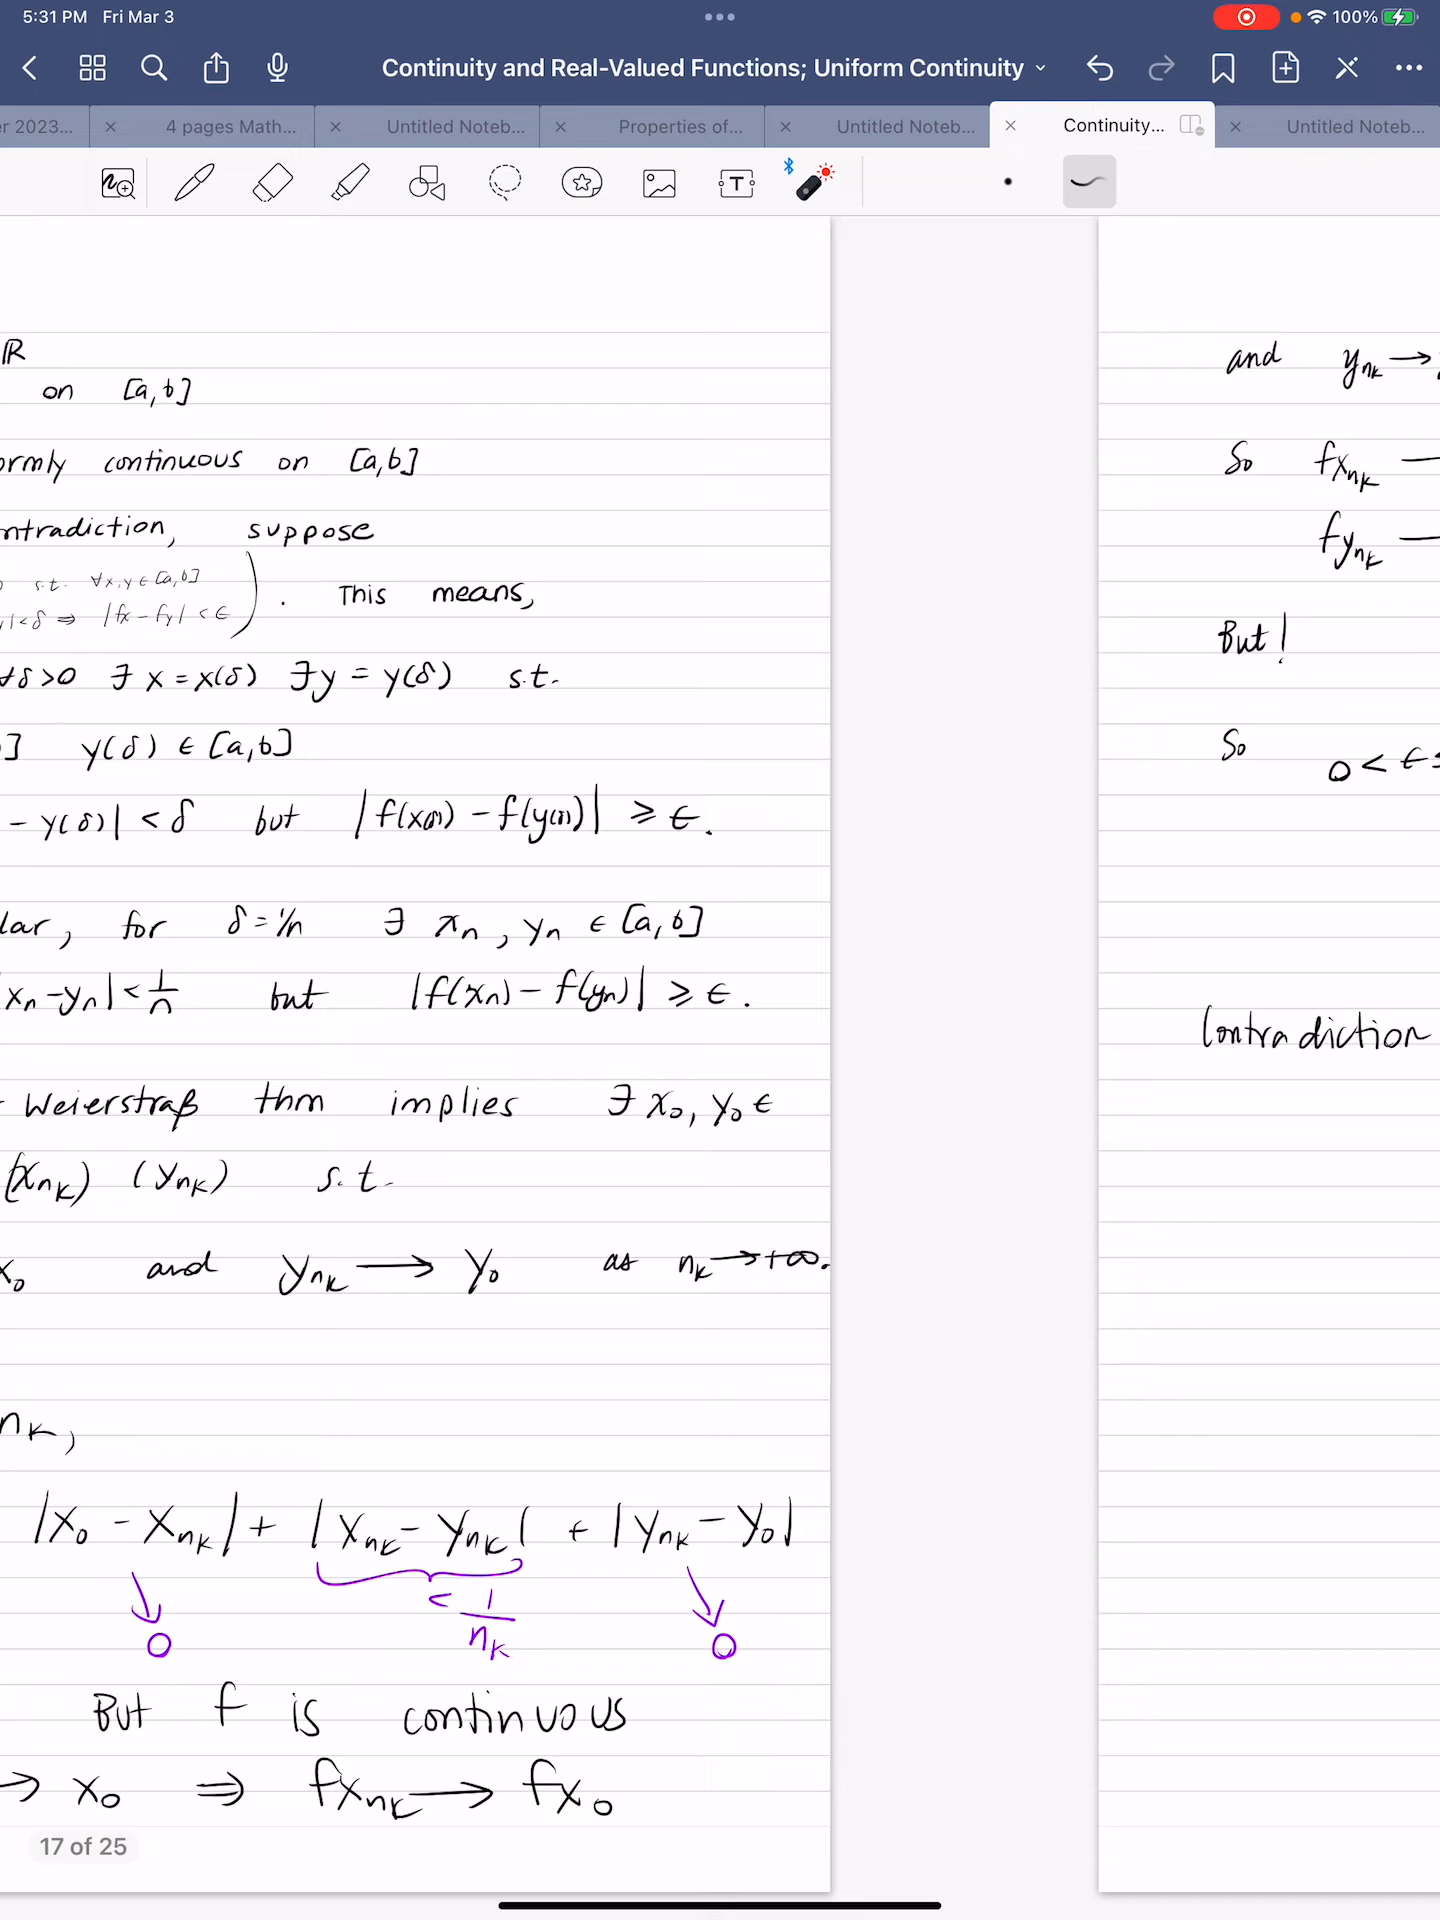 5:31 PM Fri Mar 3
100%
Continuity and Real-Valued Functions; Uniform Continuity
r 2023...
4 pages Math...
Untitled Noteb...
Properties of...
Untitled Noteb...
Continuity...
Untitled Noteb...
ℝ
on [a, b]
ormly continuous on [a,b]
ntradiction, suppose
s.t. ∀x,y ∈ [a,b]
|<δ ⇒ |fx - fy| < ϵ ) . This means,
∀δ>0 ∃ x = x(δ) ∃y = y(δ) s.t.
] y(δ) ∈ [a,b]
- y(δ)| < δ but |f(x(δ)) - f(y(δ))| ⩾ ϵ.
lar, for δ = 1/n ∃ xn, yn ∈ [a, b]
xn - yn| < 1/n but |f(xn) - f(yn)| ⩾ ϵ.
- Weierstraß thm implies ∃ x₀, y₀ ∈
(xnk) (ynk) s.t.
x₀ and ynk → y₀ as nk → +∞.
nk,
|x₀ - xnk| + |xnk - ynk| + |ynk - y₀|
↘ 0 < 1/nk ↘ 0
But f is continuous
→ x₀ ⇒ fxnk → fx₀
17 of 25
and ynk →
So fxnk →
fynk →
But!
So 0 < ϵ ≤
Contradiction